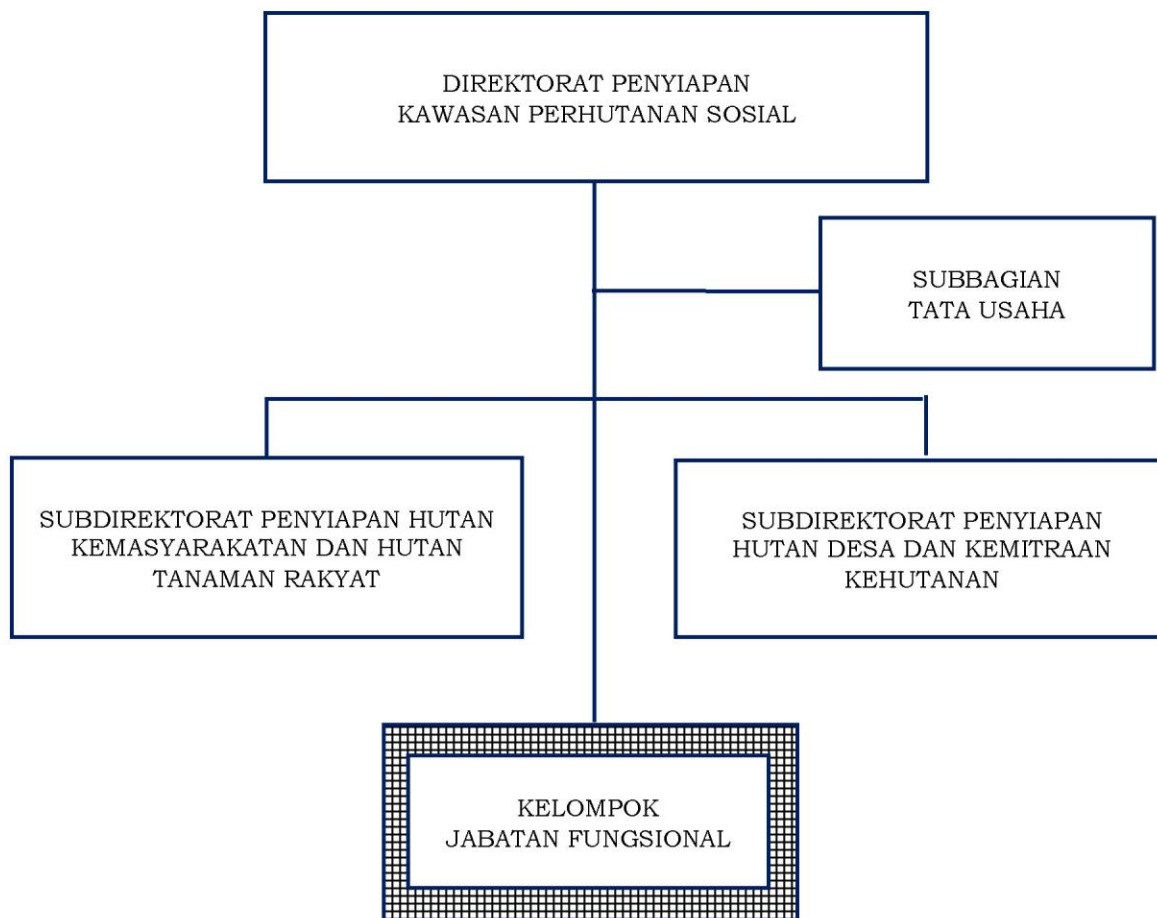 DIREKTORAT PENYIAPAN
KAWASAN PERHUTANAN SOSIAL
SUBBAGIAN
TATA USAHA
SUBDIREKTORAT PENYIAPAN HUTAN
KEMASYARAKATAN DAN HUTAN
TANAMAN RAKYAT
SUBDIREKTORAT PENYIAPAN
HUTAN DESA DAN KEMITRAAN
KEHUTANAN
KELOMPOK
JABATAN FUNGSIONAL